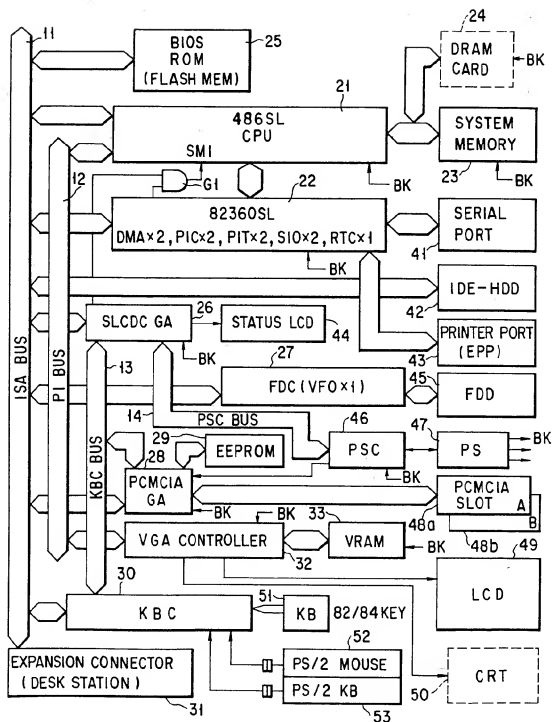 11
BIOS
ROM
(FLASH MEM)
25
24
DRAM
CARD
BK
21
486SL
CPU
SMI
BK
SYSTEM
MEMORY
23
BK
12
G1
22
82360SL
DMA×2, PIC×2, PIT×2, SIO×2, RTC×1
BK
SERIAL
PORT
41
IDE-HDD
42
26
SLCDC GA
BK
STATUS LCD
44
PRINTER PORT
(EPP)
43
13
27
FDC (VFO×1)
45
FDD
ISA BUS
PI BUS
KBC BUS
14
PSC BUS
46
PSC
BK
47
PS
BK
29
EEPROM
28
PCMCIA
GA
BK
PCMCIA
SLOT
A
B
48a
48b
BK
VGA CONTROLLER
32
33
VRAM
BK
49
LCD
30
KBC
51
KB
82/84KEY
52
PS/2 MOUSE
PS/2 KB
53
CRT
50
EXPANSION CONNECTOR
(DESK STATION)
31